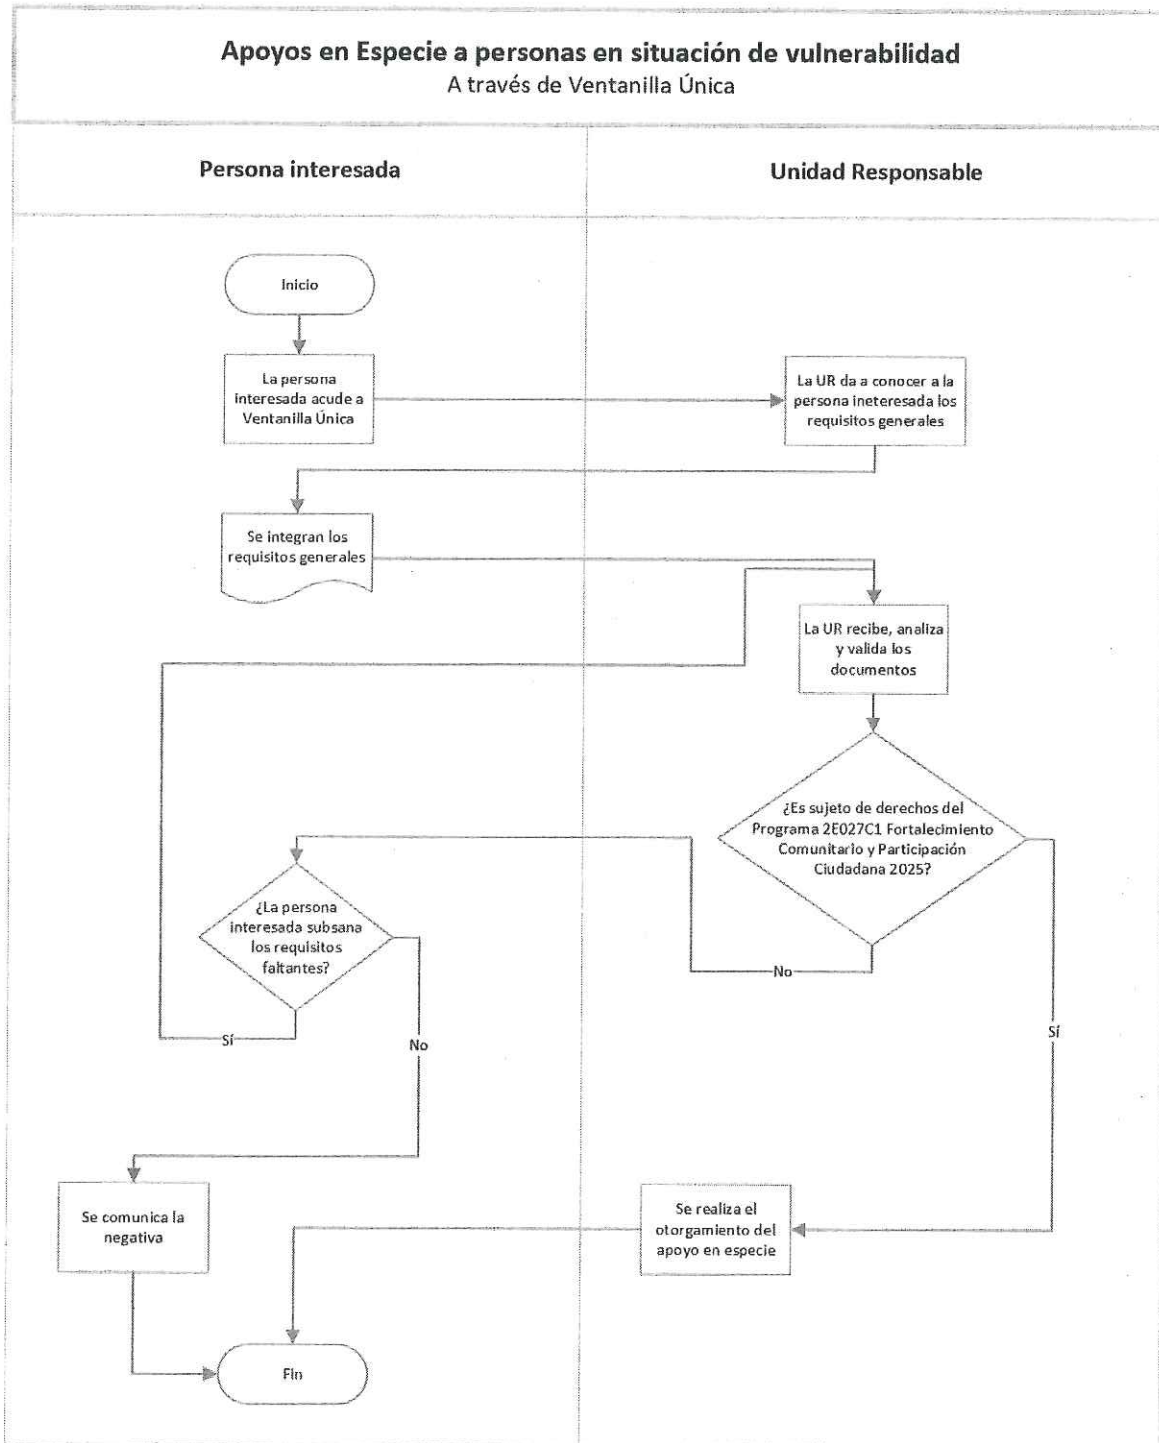 Apoyos en Especie a personas en situación de vulnerabilidad
A través de Ventanilla Única
Persona interesada
Unidad Responsable
Inicio
La persona
interesada acude a
Ventanilla Única
La UR da a conocer a la
persona ineteresada los
requisitos generales
Se integran los
requisitos generales
La UR recibe, analiza
y valida los
documentos
¿Es sujeto de derechos del
Programa 2E027C1 Fortalecimiento
Comunitario y Participación
Ciudadana 2025?
¿La persona
interesada subsana
los requisitos
faltantes?
No
Sí
No
Sí
Se comunica la
negativa
Se realiza el
otorgamiento del
apoyo en especie
Fin